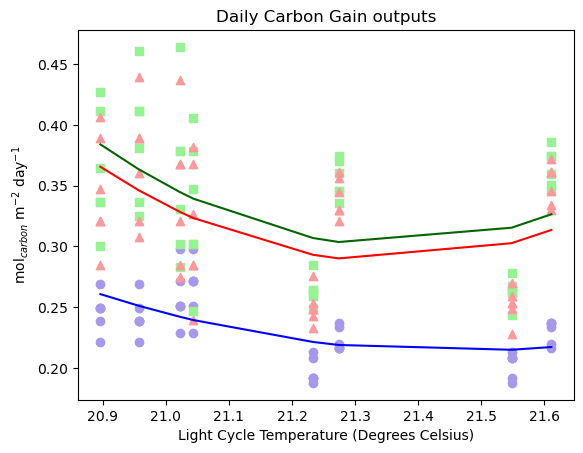 Daily Carbon Gain outputs
mol_{carbon} m^{-2} day^{-1}
0.45
0.40
0.35
0.30
0.25
0.20
20.9 21.0 21.1 21.2 21.3 21.4 21.5 21.6
Light Cycle Temperature (Degrees Celsius)